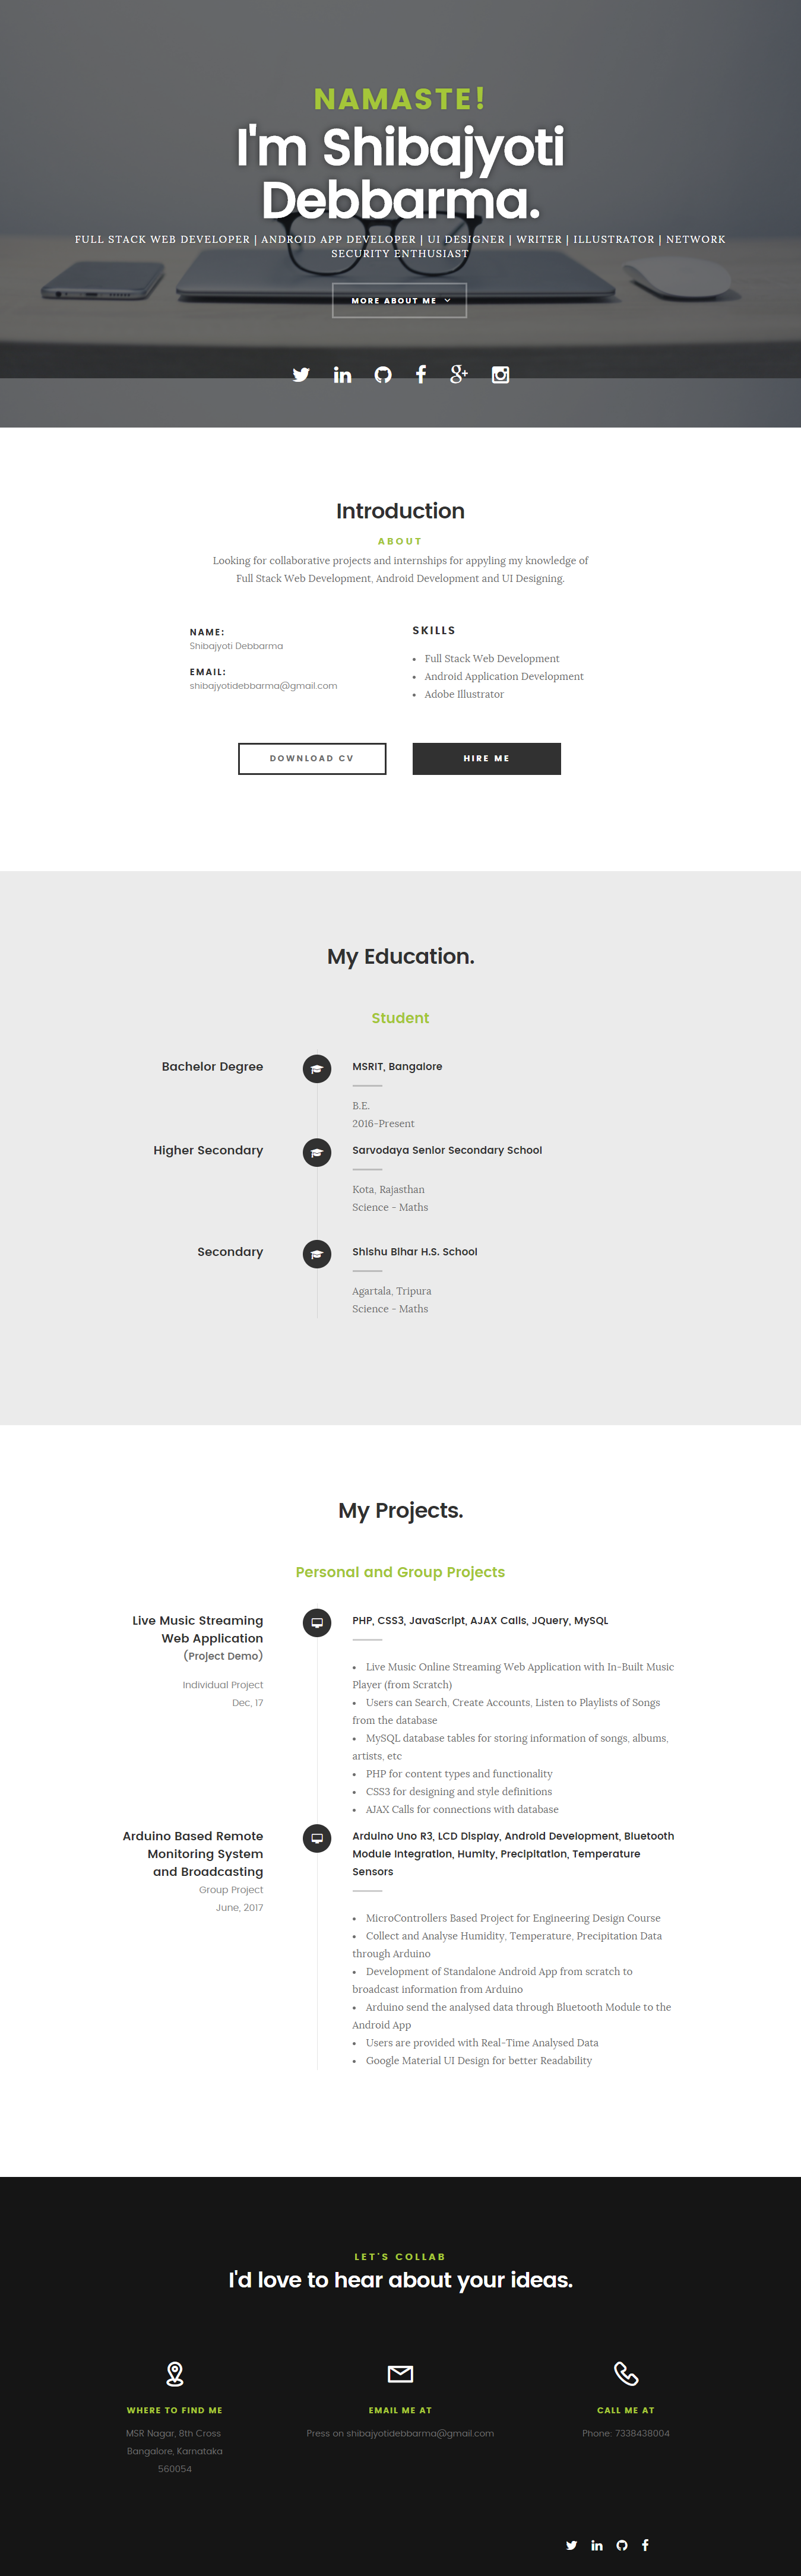 NAMASTE!
I'm Shibajyoti
Debbarma.
FULL STACK WEB DEVELOPER | ANDROID APP DEVELOPER | UI DESIGNER | WRITER | ILLUSTRATOR | NETWORK
SECURITY ENTHUSIAST
MORE ABOUT ME
Introduction
ABOUT
Looking for collaborative projects and internships for appyling my knowledge of
Full Stack Web Development, Android Development and UI Designing.
NAME:
Shibajyoti Debbarma
EMAIL:
shibajyotidebbarma@gmail.com
SKILLS
• Full Stack Web Development
• Android Application Development
• Adobe Illustrator
DOWNLOAD CV
HIRE ME
My Education.
Student
Bachelor Degree
MSRIT, Bangalore
B.E.
2016-Present
Higher Secondary
Sarvodaya Senior Secondary School
Kota, Rajasthan
Science - Maths
Secondary
Shishu Bihar H.S. School
Agartala, Tripura
Science - Maths
My Projects.
Personal and Group Projects
Live Music Streaming
Web Application
(Project Demo)
Individual Project
Dec, 17
PHP, CSS3, JavaScript, AJAX Calls, JQuery, MySQL
• Live Music Online Streaming Web Application with In-Built Music
Player (from Scratch)
• Users can Search, Create Accounts, Listen to Playlists of Songs
from the database
• MySQL database tables for storing information of songs, albums,
artists, etc
• PHP for content types and functionality
• CSS3 for designing and style definitions
• AJAX Calls for connections with database
Arduino Based Remote
Monitoring System
and Broadcasting
Group Project
June, 2017
Arduino Uno R3, LCD Display, Android Development, Bluetooth
Module Integration, Humity, Precipitation, Temperature
Sensors
• MicroControllers Based Project for Engineering Design Course
• Collect and Analyse Humidity, Temperature, Precipitation Data
through Arduino
• Development of Standalone Android App from scratch to
broadcast information from Arduino
• Arduino send the analysed data through Bluetooth Module to the
Android App
• Users are provided with Real-Time Analysed Data
• Google Material UI Design for better Readability
LET'S COLLAB
I'd love to hear about your ideas.
WHERE TO FIND ME
MSR Nagar, 8th Cross
Bangalore, Karnataka
560054
EMAIL ME AT
Press on shibajyotidebbarma@gmail.com
CALL ME AT
Phone: 7338438004